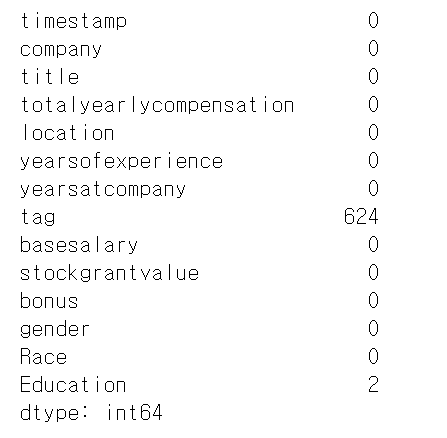 timestamp 0
company 0
title 0
totalyearlycompensation 0
location 0
yearsofexperience 0
yearsatcompany 0
tag 624
basesalary 0
stockgrantvalue 0
bonus 0
gender 0
Race 0
Education 2
dtype: int64